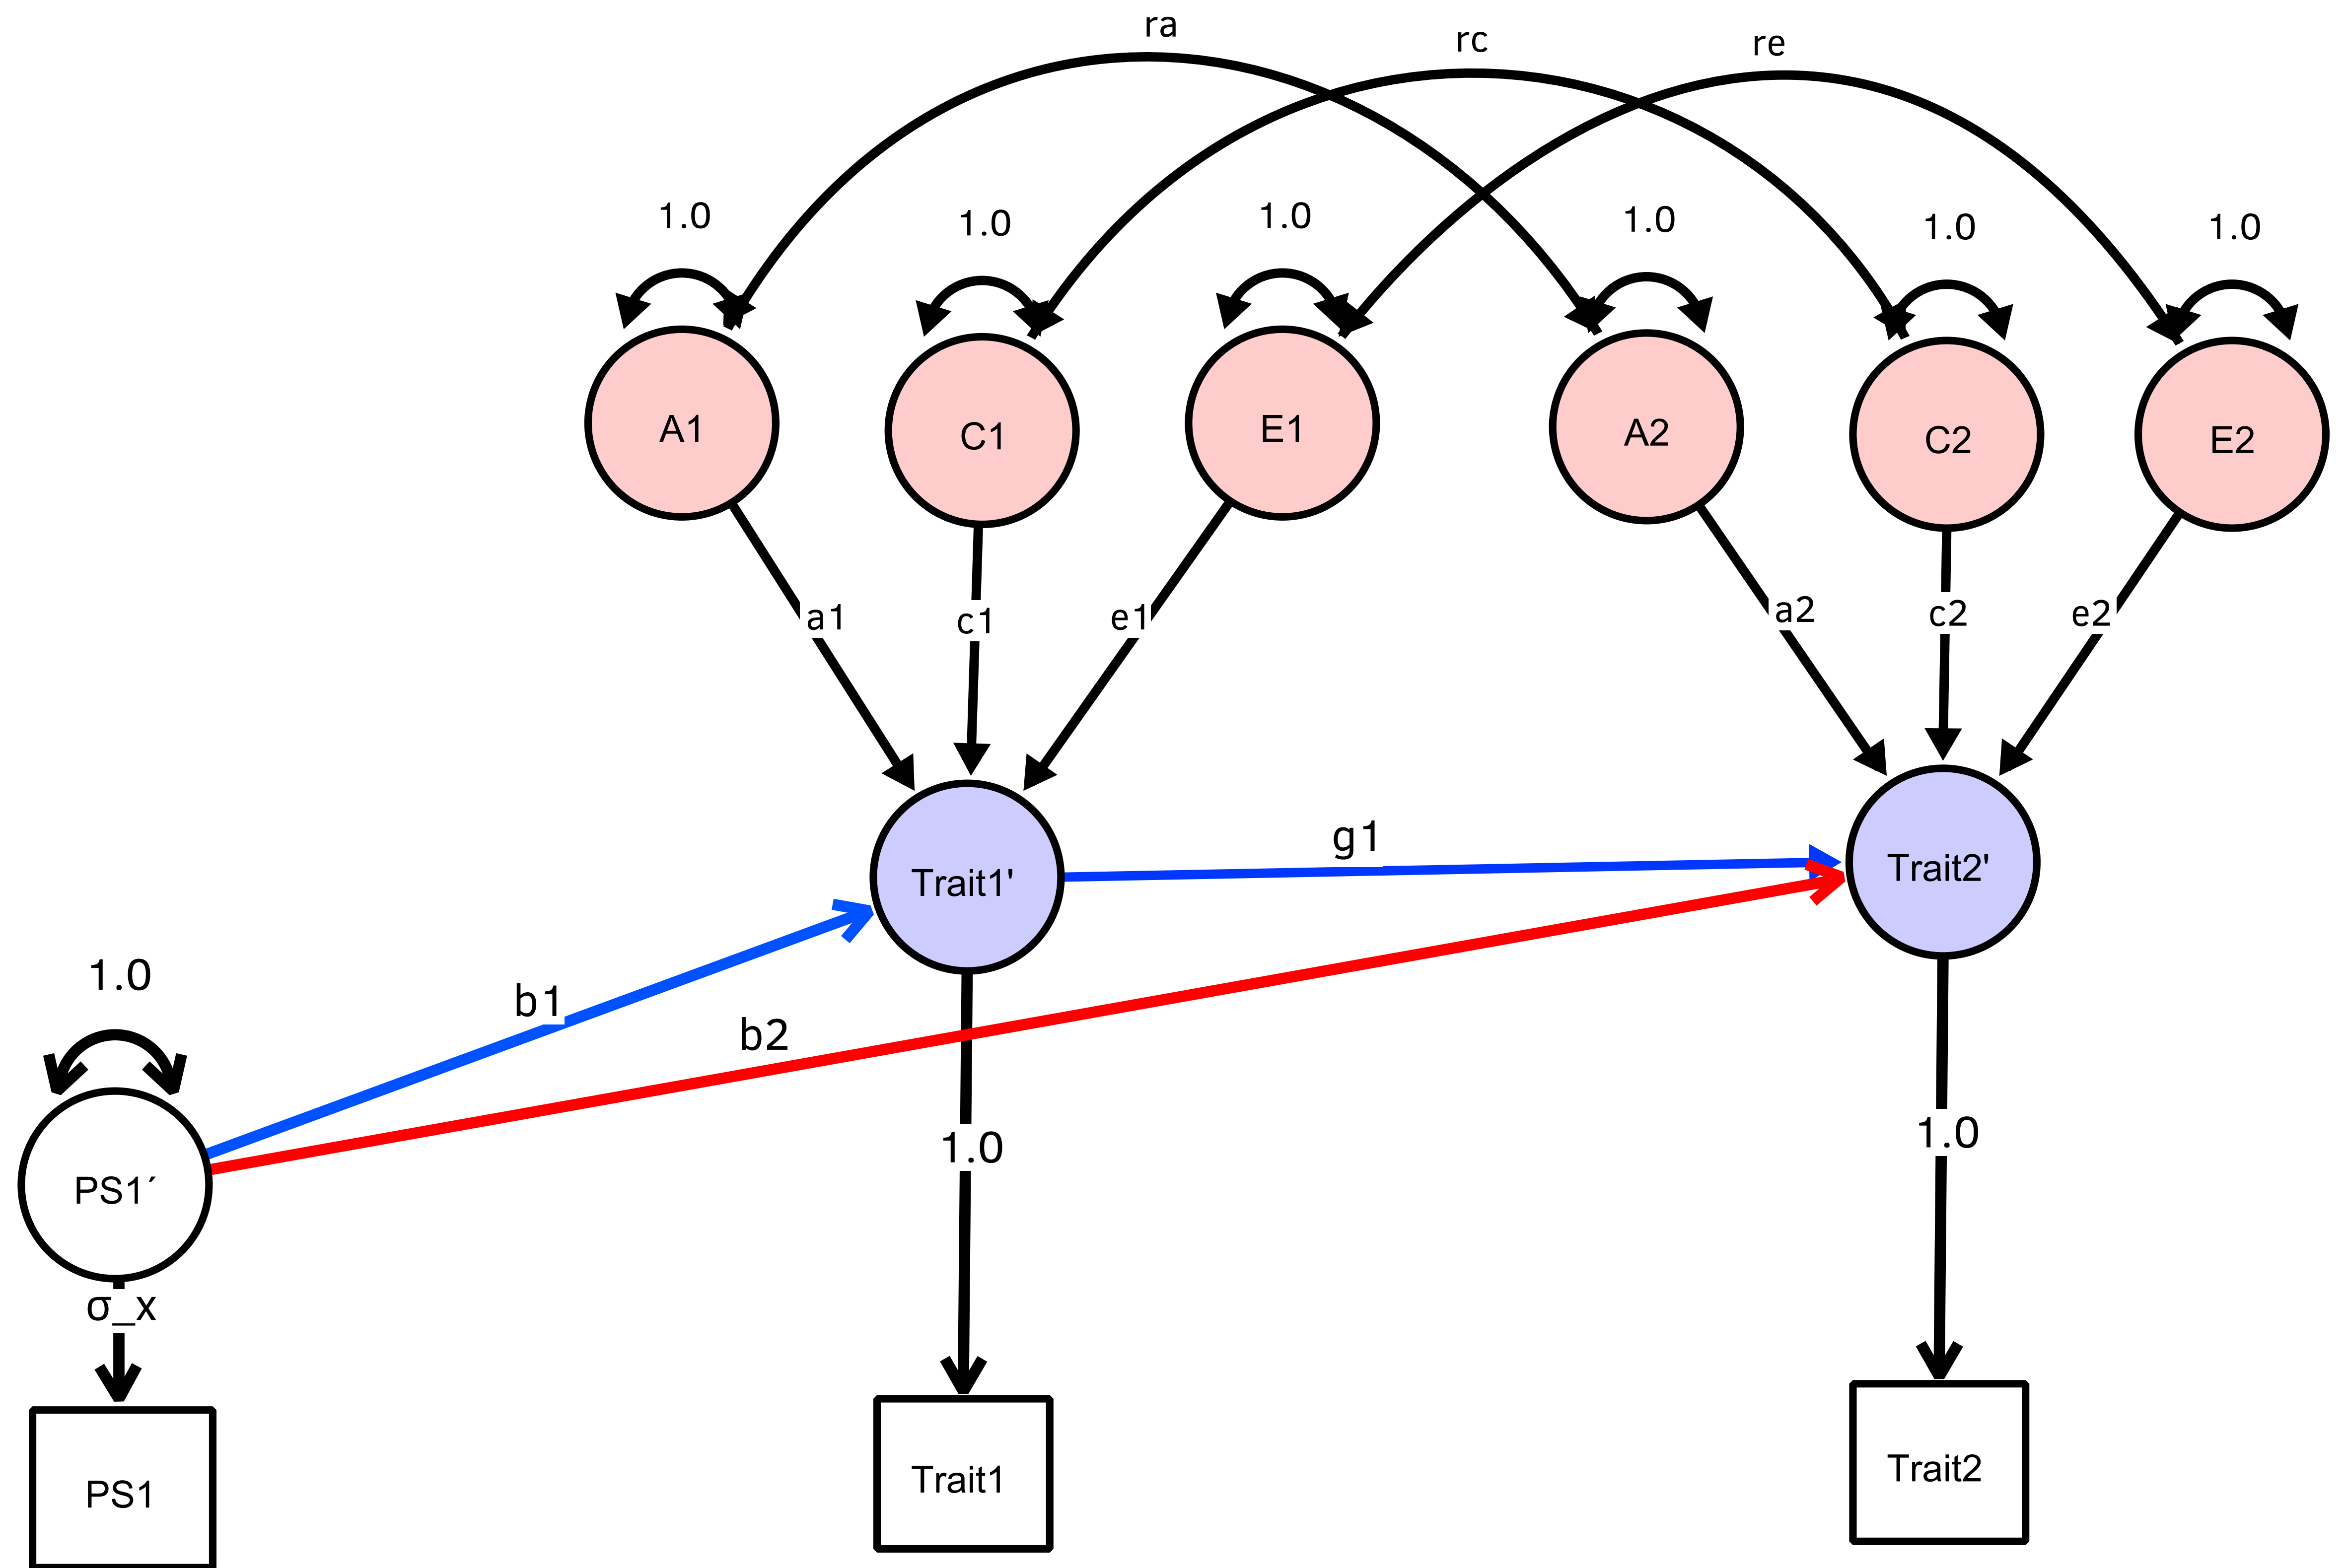 ra
rc
re
1.0
1.0
1.0
1.0
1.0
1.0
A1
C1
E1
A2
C2
E2
a1
c1
e1
a2
c2
e2
g1
Trait1'
Trait2'
1.0
b1
b2
1.0
1.0
PS1´
σ_x
PS1
Trait1
Trait2